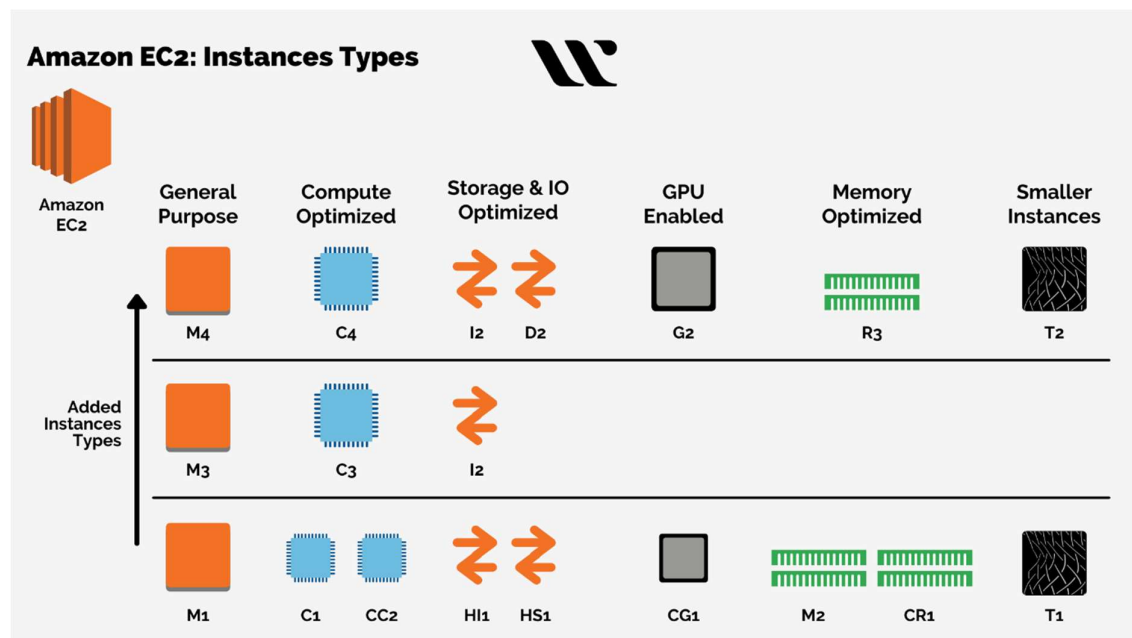 Amazon EC2: Instances Types
Amazon
EC2
General
Purpose
Compute
Optimized
Storage & IO
Optimized
GPU
Enabled
Memory
Optimized
Smaller
Instances
M4
C4
I2
D2
G2
R3
T2
Added
Instances
Types
M3
C3
I2
M1
C1
CC2
HI1
HS1
CG1
M2
CR1
T1